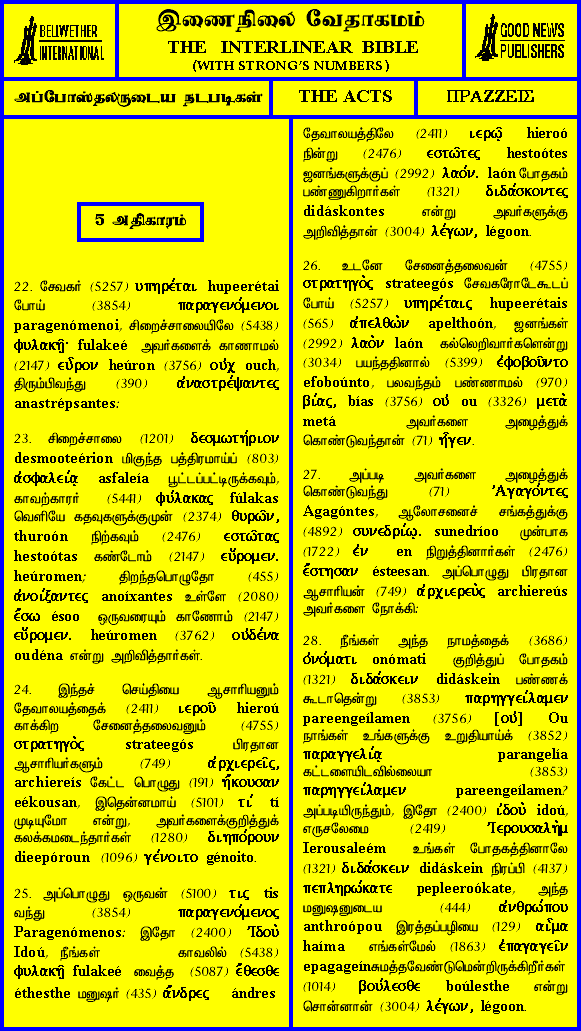 BELLWETHER
INTERNATIONAL
இணைநிலை வேதாகமம்
THE INTERLINEAR BIBLE
(WITH STRONG'S NUMBERS)
GOOD NEWS
PUBLISHERS
அப்போஸ்தலருடைய நடபடிகள்
THE ACTS
ΠΡΑΖΖΕΙΣ
5 அதிகாரம்
22. சேவகர் (5257) υπηρέται hupeerétai
போய் (3854) παραγενόμενοι
paragenómenoi, சிறைச்சாலையிலே (5438)
φυλακῇ· fulakeé அவர்களைக் காணாமல்
(2147) εὗρον heúron (3756) οὐχ ouch,
திரும்பிவந்து (390) ἀναστρέψαντες
anastrépsantes:
23. சிறைச்சாலை (1201) δεσμωτήριον
desmooteérion மிகுந்த பத்திரமாய்ப் (803)
ἀσφαλείᾳ asfaleía பூட்டப்பட்டிருக்கவும்,
காவற்காரர் (5441) φύλακας fúlakas
வெளியே கதவுகளுக்குமுன் (2374) θυρῶν,
thuroón நிற்கவும் (2476) εστῶτας
hestoótas கண்டோம் (2147) εὕρομεν.
heúromen; திறந்தபொழுதோ (455)
ἀνοίξαντες anoíxantes உள்ளே (2080)
ἔσω ésoo ஒருவரையும் காணோம் (2147)
εὕρομεν. heúromen (3762) οὐδένα
oudéna என்று அறிவித்தார்கள்.
24. இந்தச் செய்தியை ஆசாரியனும்
தேவாலயத்தைக் (2411) ιεροῦ hieroú
காக்கிற சேனைத்தலைவனும் (4755)
στρατηγὸς strateegós பிரதான
ஆசாரியர்களும் (749) ἀρχιερεῖς,
archiereís கேட்ட பொழுது (191) ἤκουσαν
eékousan, இதென்னமாய் (5101) τί tí
முடியுமோ என்று, அவர்களைக்குறித்துக்
கலக்கமடைந்தார்கள் (1280) διηπόρουν
dieepóroun (1096) γένοιτο génoito.
25. அப்பொழுது ஒருவன் (5100) τις tis
வந்து (3854) παραγενόμενος
Paragenómenos: இதோ (2400) Ἰδοὺ
Idoú, நீங்கள் காவலில் (5438)
φυλακῇ fulakeé வைத்த (5087) ἔθεσθε
éthesthe மனுஷர் (435) ἄνδρες ándres
தேவாலயத்திலே (2411) ιερῷ hieroó
நின்று (2476) εστῶτες hestoótes
ஜனங்களுக்குப் (2992) λαόν. laón போதகம்
பண்ணுகிறார்கள் (1321) διδάσκοντες
didáskontes என்று அவர்களுக்கு
அறிவித்தான் (3004) λέγων, légoon.
26. உடனே சேனைத்தலைவன் (4755)
στρατηγὸς strateegós சேவகரோடேகூடப்
போய் (5257) υπηρέταις hupeerétais
(565) ἀπελθὼν apelthoón, ஜனங்கள்
(2992) λαὸν laón கல்லெறிவார்களென்று
(3034) பயந்ததினால் (5399) ἐφοβοῦντο
efoboúnto, பலவந்தம் பண்ணாமல் (970)
βίας, bías (3756) οὐ ou (3326) μετὰ
metá அவர்களை அழைத்துக்
கொண்டுவந்தான் (71) ἦγεν.
27. அப்படி அவர்களை அழைத்துக்
கொண்டுவந்து (71) Ἀγαγόντες
Agagóntes, ஆலோசனைச் சங்கத்துக்கு
(4892) συνεδρίῳ. sunedríoo முன்பாக
(1722) ἐν en நிறுத்தினார்கள் (2476)
ἔστησαν ésteesan. அப்பொழுது பிரதான
ஆசாரியன் (749) ἀρχιερεὺς archiereús
அவர்களை நோக்கி:
28. நீங்கள் அந்த நாமத்தைக் (3686)
ὀνόματι onómati குறித்துப் போதகம்
(1321) διδάσκειν didáskein பண்ணக்
கூடாதென்று (3853) παρηγγείλαμεν
pareengeílamen (3756) [οὐ] Ou
நாங்கள் உங்களுக்கு உறுதியாய்க் (3852)
παραγγελίᾳ parangelía
கட்டளையிடவில்லையா (3853)
παρηγγείλαμεν pareengeílamen?
அப்படியிருந்தும், இதோ (2400) ἰδοὺ idoú,
எருசலேமை (2419) Ἰερουσαλὴμ
Ierousaleém உங்கள் போதகத்தினாலே
(1321) διδάσκειν didáskein நிரப்பி (4137)
πεπληρώκατε pepleeroókate, அந்த
மனுஷனுடைய (444) ἀνθρώπου
anthroópou இரத்தப்பழியை (129) αἷμα
haíma எங்கள்மேல் (1863) ἐπαγαγεῖν
epagageínசுமத்தவேண்டுமென்றிருக்கிறீர்கள்
(1014) βούλεσθε boúlesthe என்று
சொன்னான் (3004) λέγων, légoon.